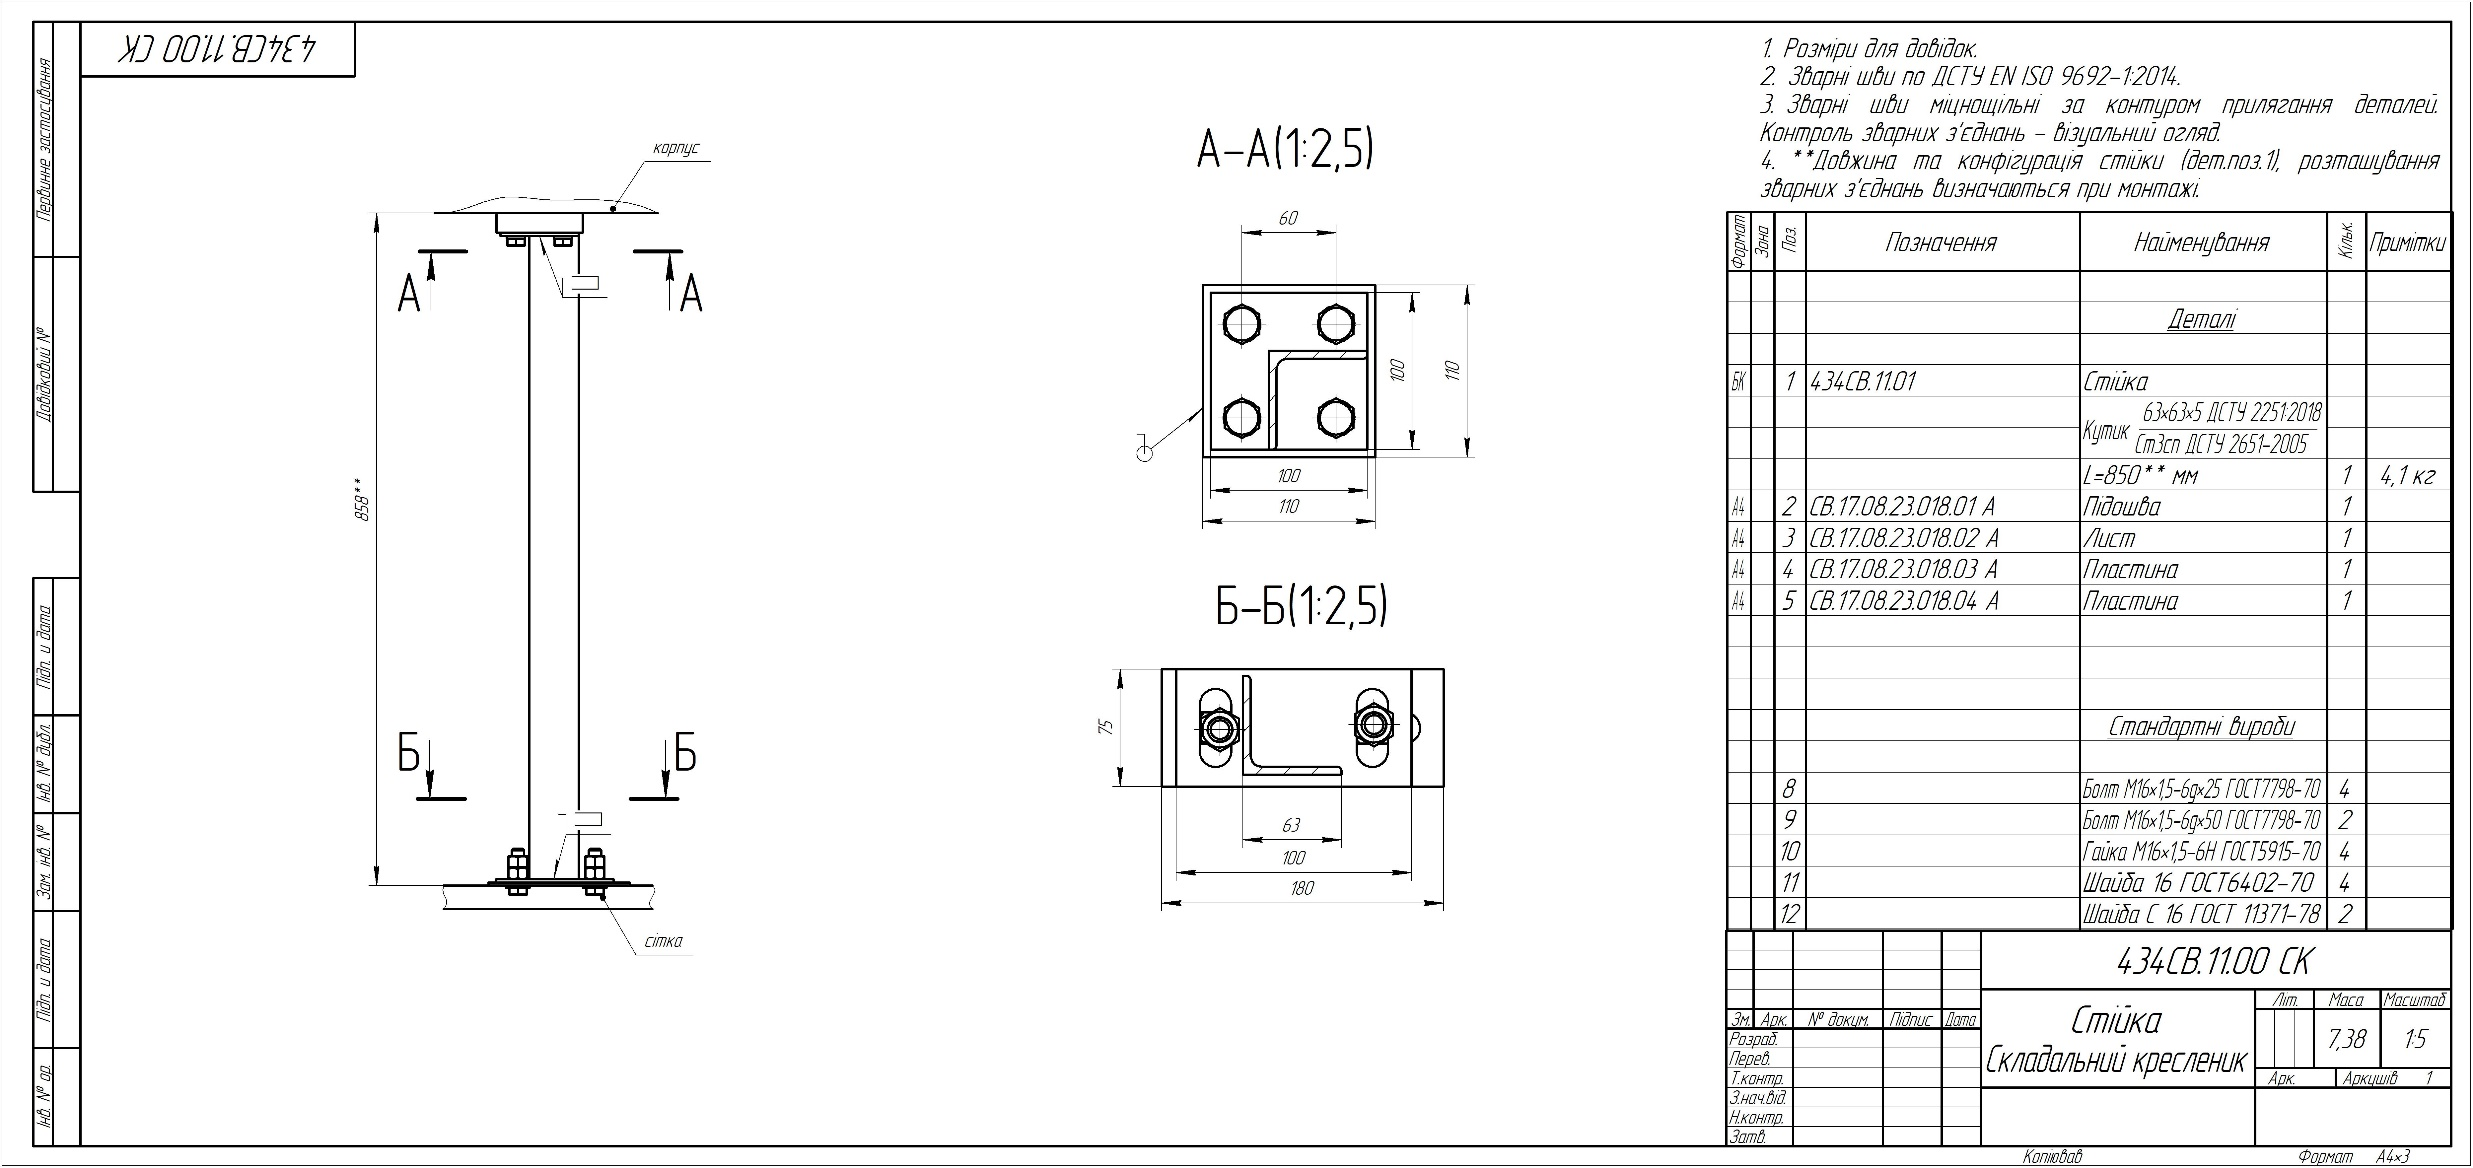 434СВ.11.00 СК
Первинне застосування
Довідковий №
Підп. и дата
Інв. № дубл.
Зам. інв. №
Підп. и дата
Інв. № ор.
корпус
А
А
858**
Б
Б
сітка
А–А(1:2,5)
60
100
110
100
110
Б–Б(1:2,5)
75
63
100
180
1. Розміри для довідок.
2. Зварні шви по ДСТУ EN ISO 9692–1:2014.
3. Зварні шви міцнощільні за контуром прилягання деталей.
Контроль зварних з'єднань – візуальний огляд.
4. **Довжина та конфігурація стійки (дет.поз.1), розташування
зварних з'єднань визначаються при монтажі.
Формат Зона Поз. Позначення Найменування Кільк. Примітки
Деталі
БК 1 434СВ.11.01 Стійка
63х63х5 ДСТУ 2251:2018
Кутик
Ст3сп ДСТУ 2651–2005
L=850** мм 1 4,1 кг
А4 2 СВ.17.08.23.018.01 А Підошва 1
А4 3 СВ.17.08.23.018.02 А Лист 1
А4 4 СВ.17.08.23.018.03 А Пластина 1
А4 5 СВ.17.08.23.018.04 А Пластина 1
Стандартні вироби
8 Болт М16х1,5–6gх25 ГОСТ7798–70 4
9 Болт М16х1,5–6gх50 ГОСТ7798–70 2
10 Гайка М16х1,5–6Н ГОСТ5915–70 4
11 Шайба 16 ГОСТ6402–70 4
12 Шайба С 16 ГОСТ 11371–78 2
434СВ.11.00 СК
Зм. Арк. № докум. Підпис Дата
Розраб.
Перев.
Т.контр.
З.нач.від.
Н.контр.
Затв.
Стійка
Складальний кресленик
Літ. Маса Масштаб
7,38 1:5
Арк. Аркушів 1
Копіював Формат А4х3